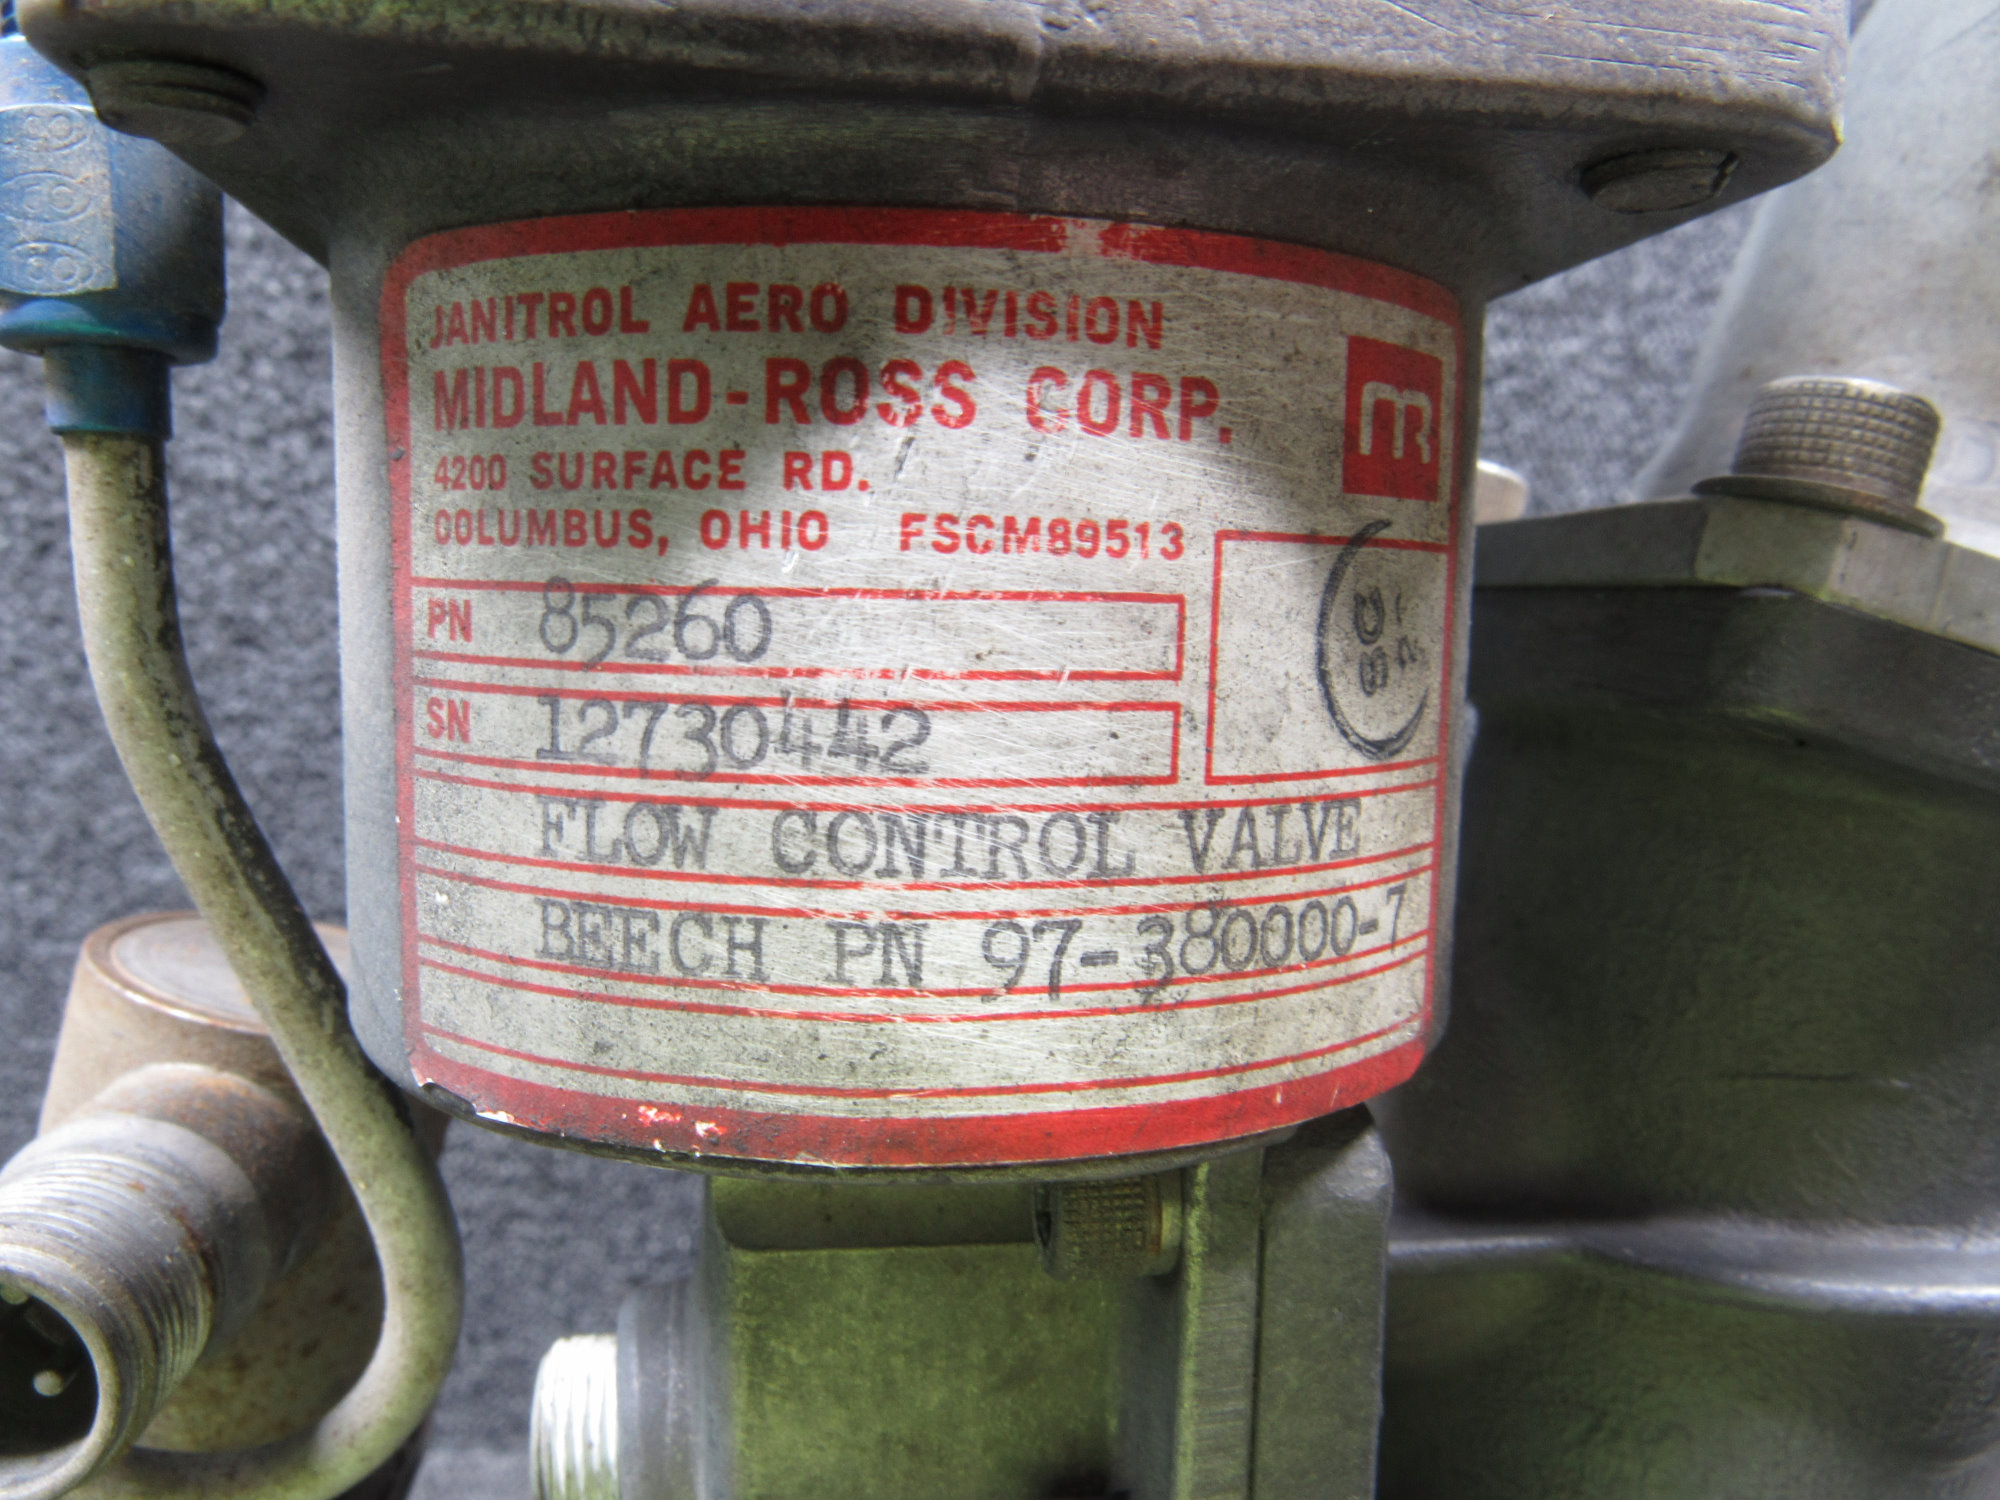 JANITROL AERO DIVISION
MIDLAND-ROSS CORP.
4200 SURFACE RD.
COLUMBUS, OHIO FSCM89513
PN 85260
SN 12730442
FLOW CONTROL VALVE
BEECH PN 97-380000-7